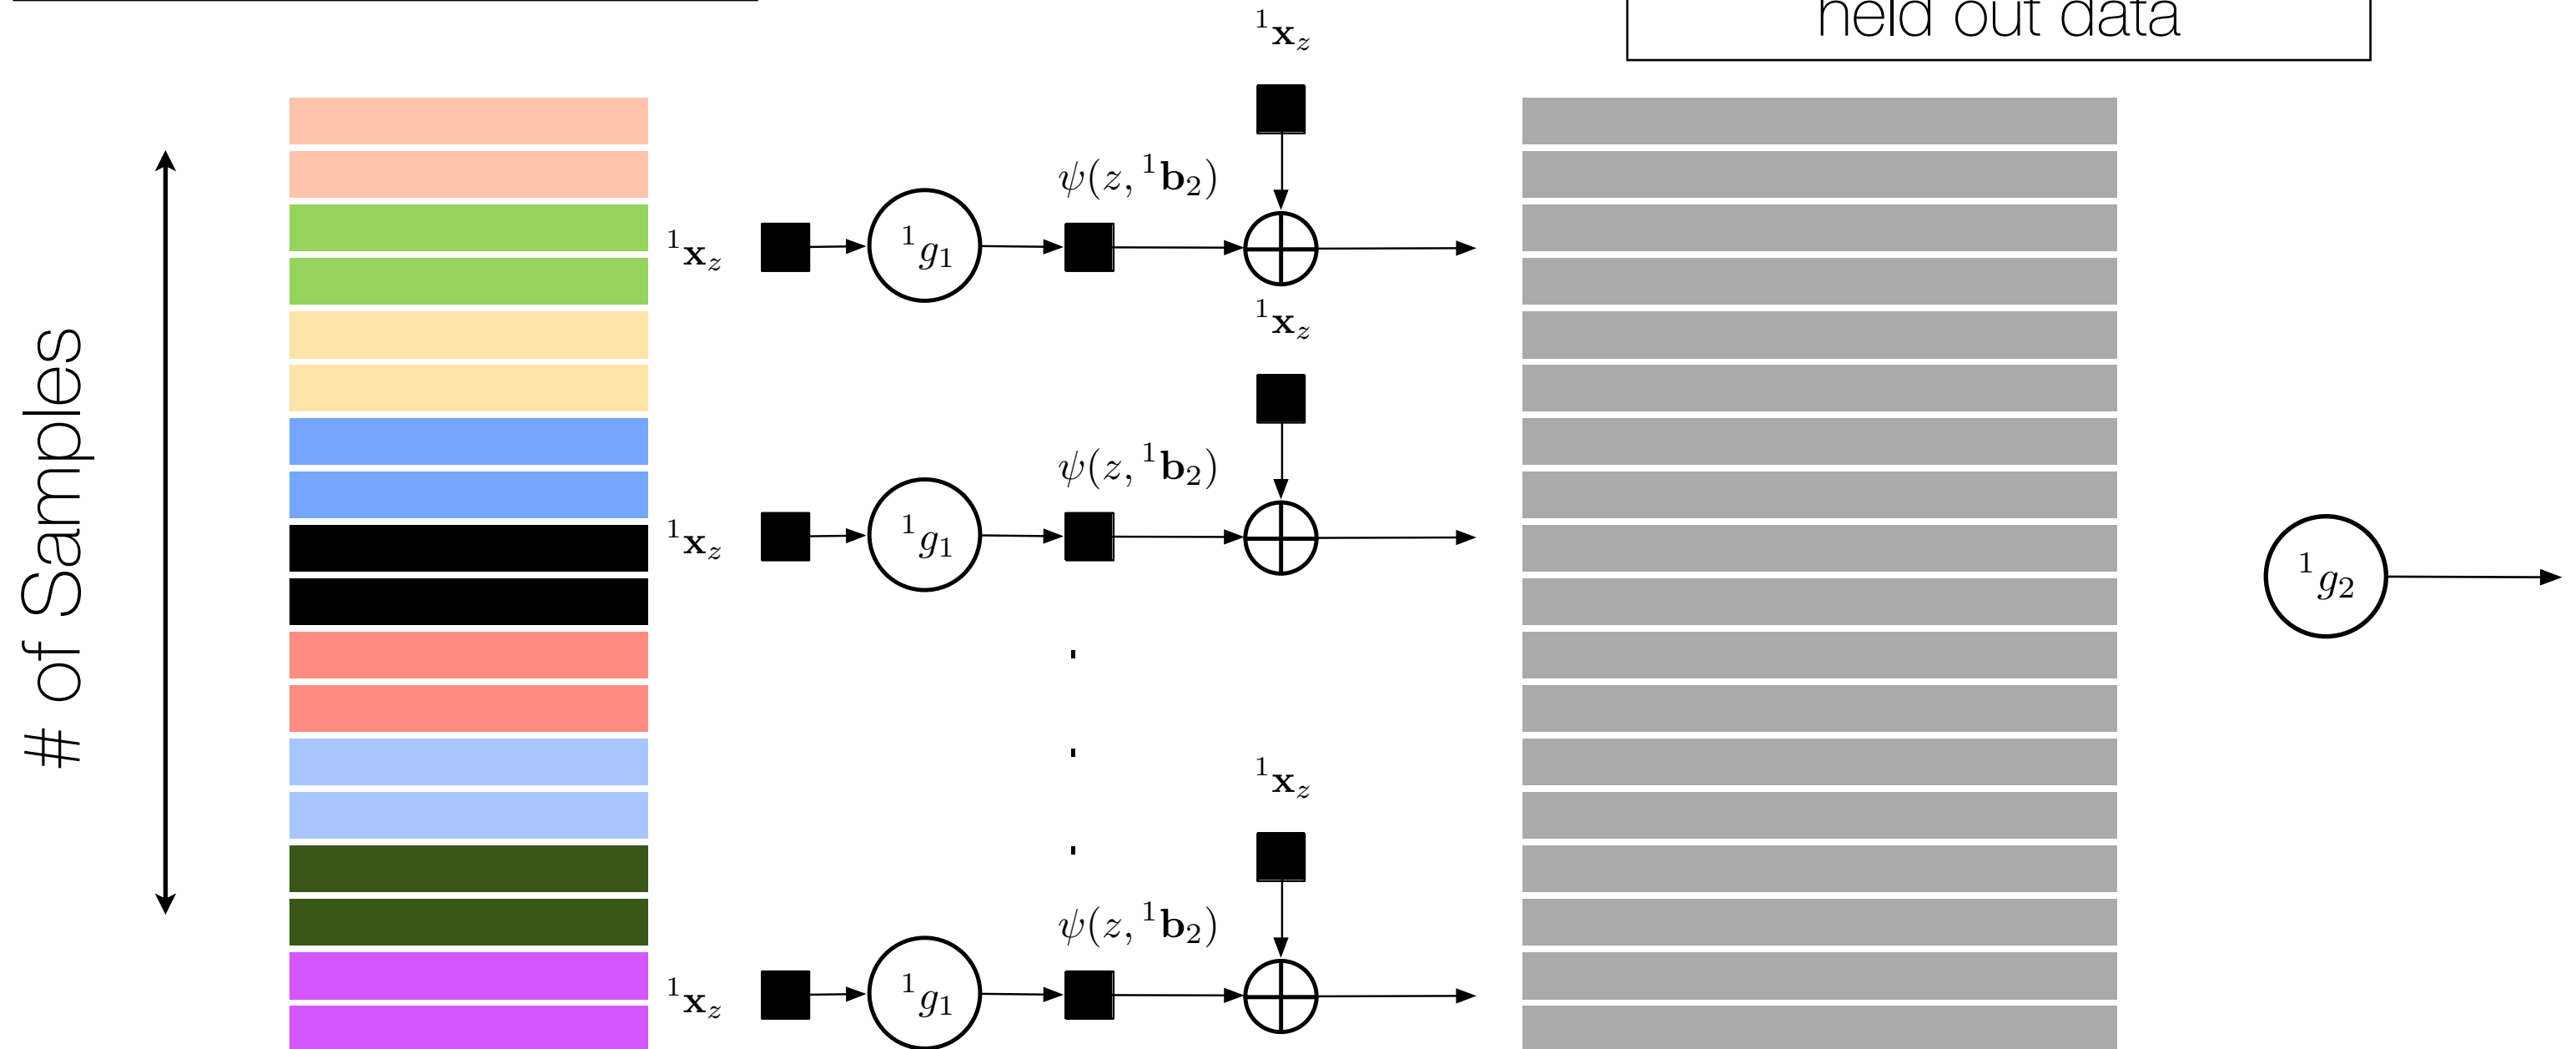 held out data
# of Samples
¹x_z
ψ(z, ¹b₂)
¹x_z
¹g₁
¹x_z
ψ(z, ¹b₂)
¹x_z
¹g₁
¹g₂
¹x_z
ψ(z, ¹b₂)
¹x_z
¹g₁